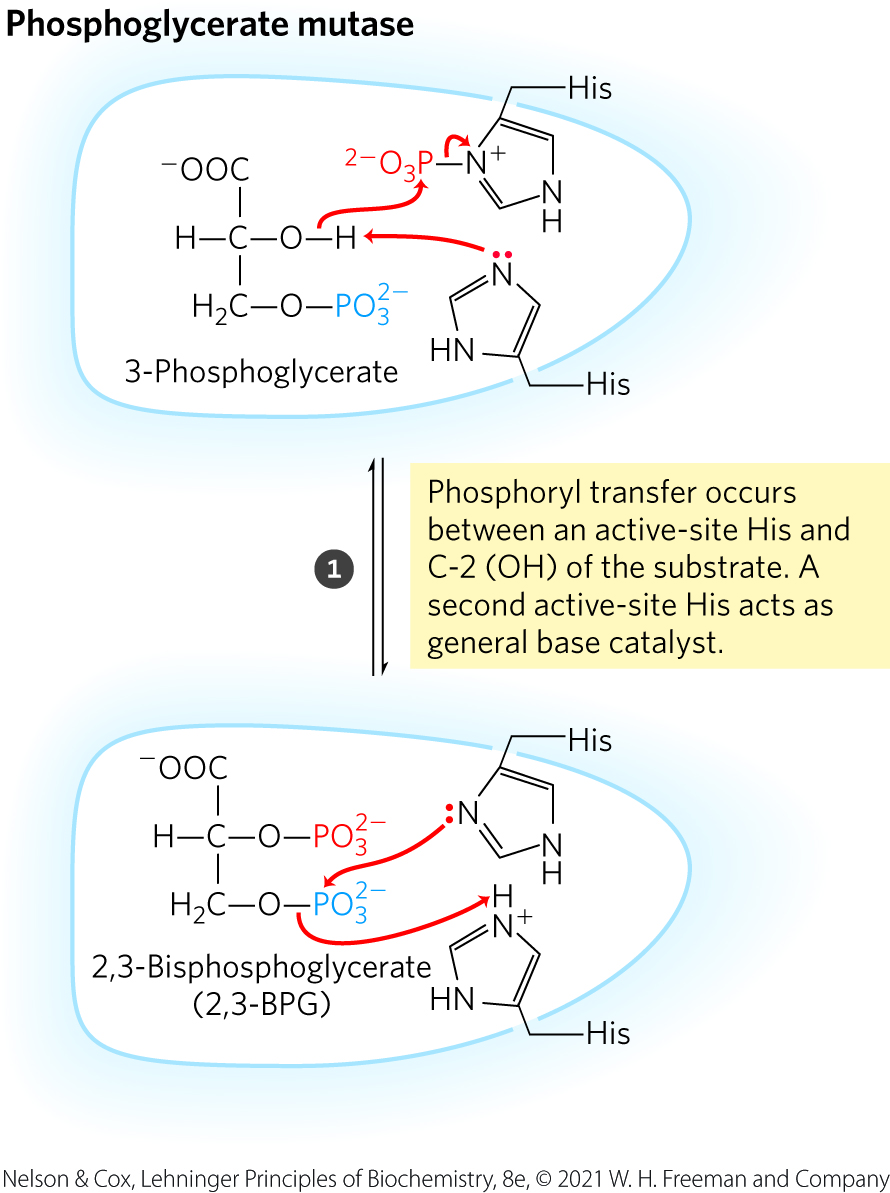 Phosphoglycerate mutase
His
⁻OOC
²⁻O₃P—N⁺
N
H
H—C—O—H
N
H₂C—O—PO₃²⁻
HN
3-Phosphoglycerate
His
1
Phosphoryl transfer occurs
between an active-site His and
C-2 (OH) of the substrate. A
second active-site His acts as
general base catalyst.
His
⁻OOC
:N
H—C—O—PO₃²⁻
N
H
H₂C—O—PO₃²⁻
H
N⁺
2,3-Bisphosphoglycerate
(2,3-BPG)
HN
His
Nelson & Cox, Lehninger Principles of Biochemistry, 8e, © 2021 W. H. Freeman and Company